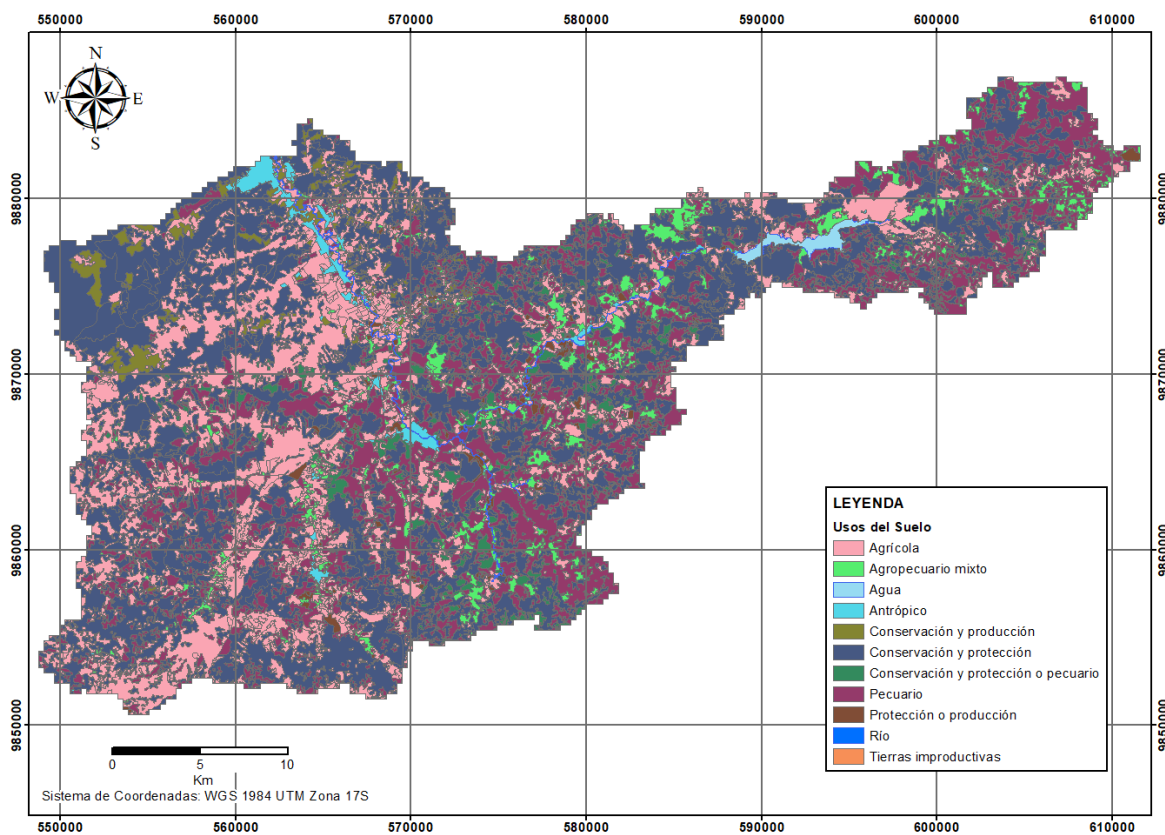 550000 560000 570000 580000 590000 600000 610000
N
W E
S
9880000 9880000
9870000 9870000
9860000 9860000
9850000 9850000
LEYENDA
Usos del Suelo
Agrícola
Agropecuario mixto
Agua
Antrópico
Conservación y producción
Conservación y protección
Conservación y protección o pecuario
Pecuario
Protección o producción
Río
Tierras improductivas
0 5 10
Km
Sistema de Coordenadas: WGS 1984 UTM Zona 17S
550000 560000 570000 580000 590000 600000 610000